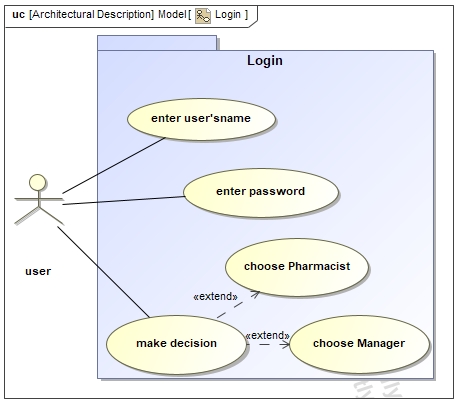 uc [Architectural Description] Model [ Login ]
Login
enter user'sname
enter password
user
choose Pharmacist
«extend»
make decision
«extend»
choose Manager